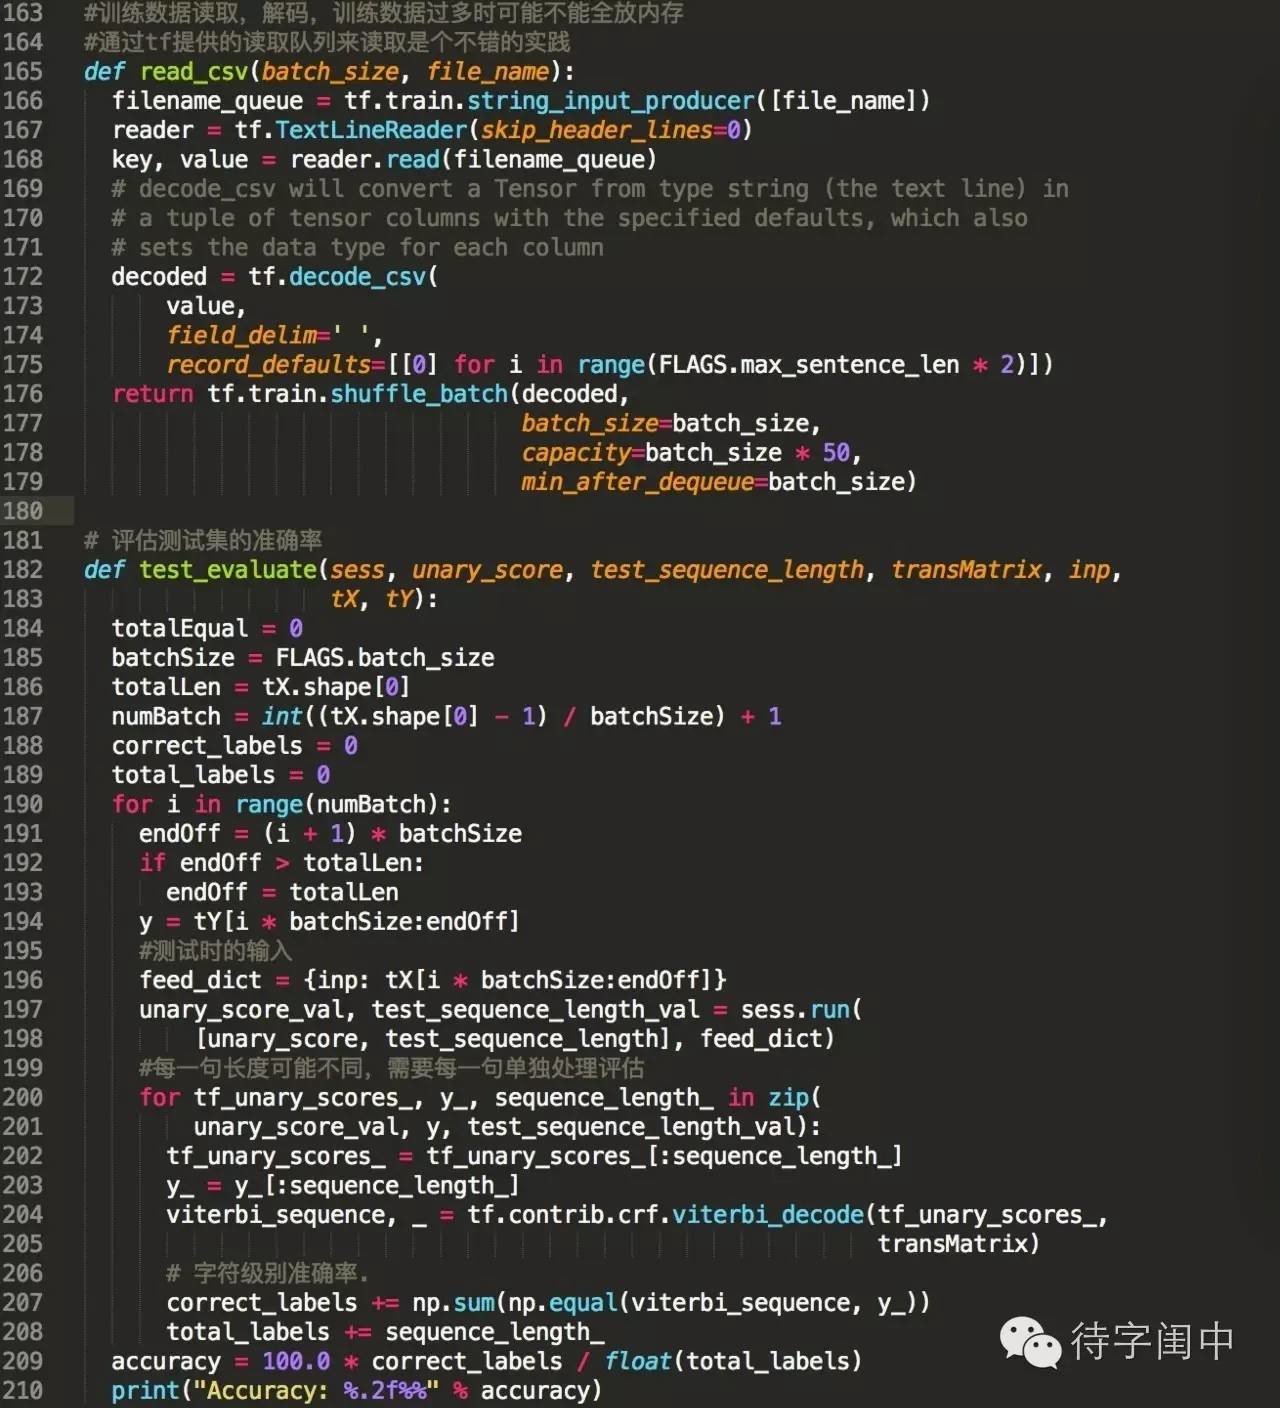 163 #训练数据读取，解码，训练数据过多时可能不能全放内存
164 #通过tf提供的读取队列来读取是个不错的实践
165 def read_csv(batch_size, file_name):
166   filename_queue = tf.train.string_input_producer([file_name])
167   reader = tf.TextLineReader(skip_header_lines=0)
168   key, value = reader.read(filename_queue)
169   # decode_csv will convert a Tensor from type string (the text line) in
170   # a tuple of tensor columns with the specified defaults, which also
171   # sets the data type for each column
172   decoded = tf.decode_csv(
173       value,
174       field_delim=' ',
175       record_defaults=[[0] for i in range(FLAGS.max_sentence_len * 2)])
176   return tf.train.shuffle_batch(decoded,
177                                 batch_size=batch_size,
178                                 capacity=batch_size * 50,
179                                 min_after_dequeue=batch_size)
180
181 # 评估测试集的准确率
182 def test_evaluate(sess, unary_score, test_sequence_length, transMatrix, inp,
183                   tX, tY):
184   totalEqual = 0
185   batchSize = FLAGS.batch_size
186   totalLen = tX.shape[0]
187   numBatch = int((tX.shape[0] - 1) / batchSize) + 1
188   correct_labels = 0
189   total_labels = 0
190   for i in range(numBatch):
191     endOff = (i + 1) * batchSize
192     if endOff > totalLen:
193       endOff = totalLen
194     y = tY[i * batchSize:endOff]
195     #测试时的输入
196     feed_dict = {inp: tX[i * batchSize:endOff]}
197     unary_score_val, test_sequence_length_val = sess.run(
198         [unary_score, test_sequence_length], feed_dict)
199     #每一句长度可能不同，需要每一句单独处理评估
200     for tf_unary_scores_, y_, sequence_length_ in zip(
201         unary_score_val, y, test_sequence_length_val):
202       tf_unary_scores_ = tf_unary_scores_[:sequence_length_]
203       y_ = y_[:sequence_length_]
204       viterbi_sequence, _ = tf.contrib.crf.viterbi_decode(tf_unary_scores_,
205                                                           transMatrix)
206       # 字符级别准确率.
207       correct_labels += np.sum(np.equal(viterbi_sequence, y_))
208       total_labels += sequence_length_
209   accuracy = 100.0 * correct_labels / float(total_labels)
210   print("Accuracy: %.2f%%" % accuracy)
待字闺中